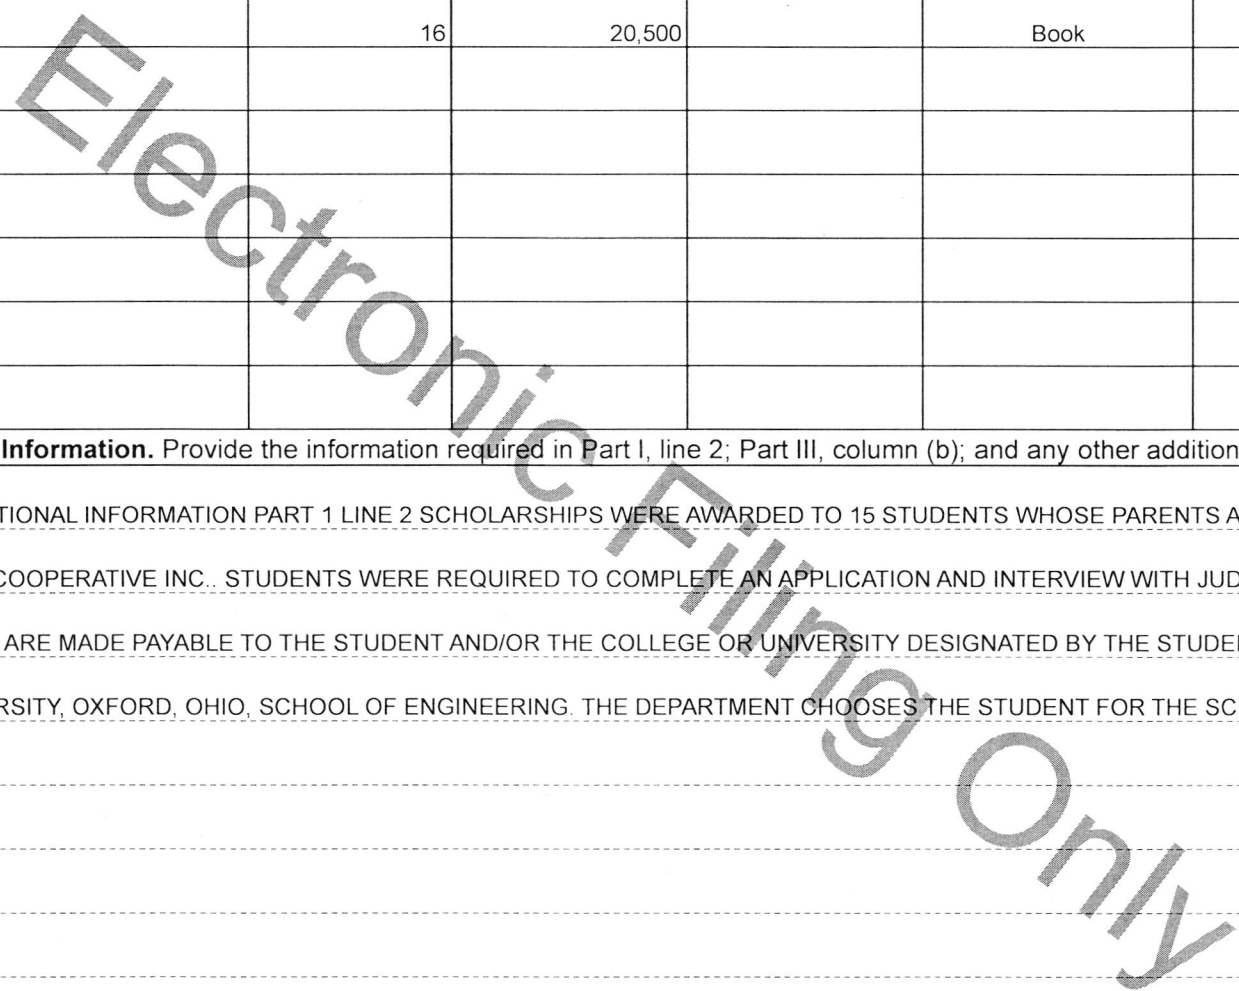 16 20,500 Book
Information. Provide the information required in Part I, line 2; Part III, column (b); and any other addition
TIONAL INFORMATION PART 1 LINE 2 SCHOLARSHIPS WERE AWARDED TO 15 STUDENTS WHOSE PARENTS A
COOPERATIVE INC.. STUDENTS WERE REQUIRED TO COMPLETE AN APPLICATION AND INTERVIEW WITH JUD
ARE MADE PAYABLE TO THE STUDENT AND/OR THE COLLEGE OR UNIVERSITY DESIGNATED BY THE STUDE
RSITY, OXFORD, OHIO, SCHOOL OF ENGINEERING. THE DEPARTMENT CHOOSES THE STUDENT FOR THE SC
Electronic Filing Only